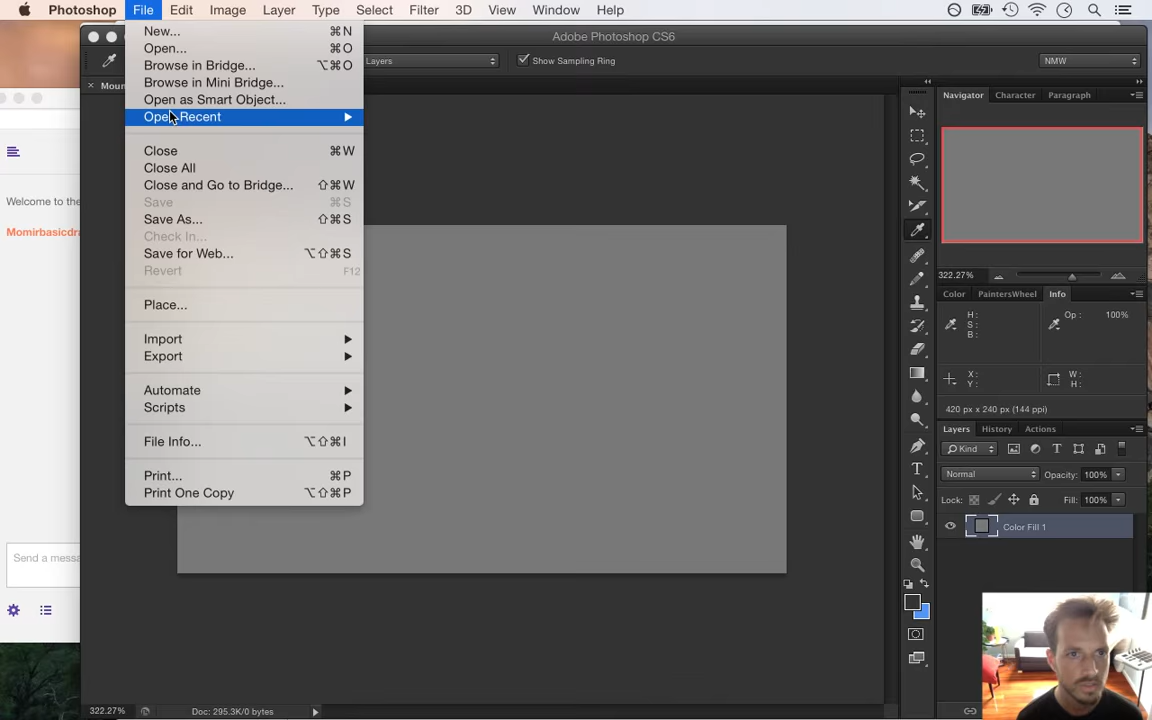 Photoshop File Edit Image Layer Type Select Filter 3D View Window Help
Adobe Photoshop CS6
Layers Show Sampling Ring NMW
× Moun
New... ⌘N
Open... ⌘O
Browse in Bridge... ⌥⌘O
Browse in Mini Bridge...
Open as Smart Object...
Open Recent
Close ⌘W
Close All
Close and Go to Bridge... ⇧⌘W
Save ⌘S
Save As... ⇧⌘S
Check In...
Save for Web... ⌥⇧⌘S
Revert F12
Place...
Import
Export
Automate
Scripts
File Info... ⌥⇧⌘I
Print... ⌘P
Print One Copy ⌥⇧⌘P
Welcome to the
Momirbasicdra
Send a messa
Navigator Character Paragraph
322.27%
Color PaintersWheel Info
H:
S:
B:
Op: 100%
X:
Y:
W:
H:
420 px x 240 px (144 ppi)
Layers History Actions
Kind
Normal Opacity: 100%
Lock: Fill: 100%
Color Fill 1
322.27% Doc: 295.3K/0 bytes